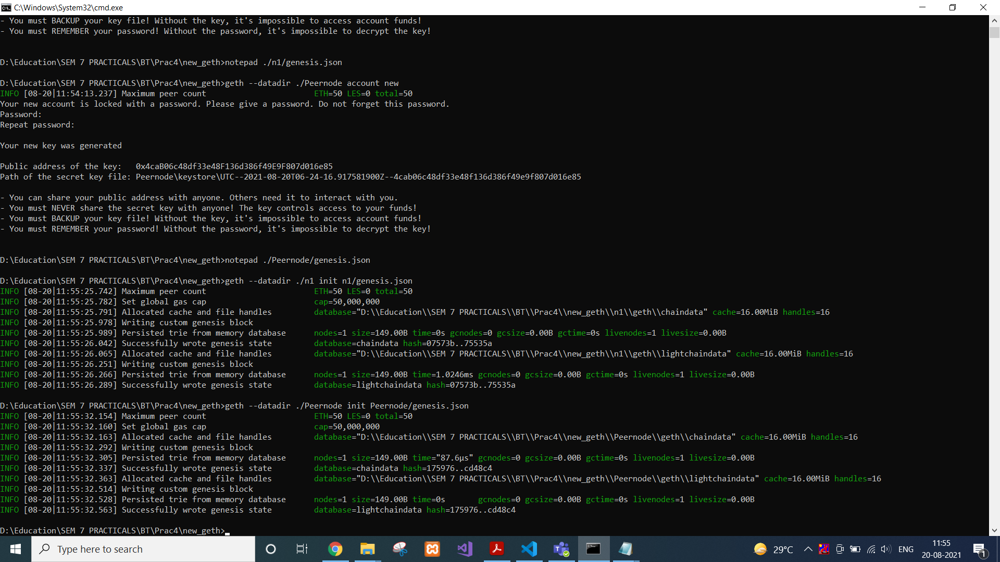 C:\Windows\System32\cmd.exe
- You must BACKUP your key file! Without the key, it's impossible to access account funds!
- You must REMEMBER your password! Without the password, it's impossible to decrypt the key!
D:\Education\SEM 7 PRACTICALS\BT\Prac4\new_geth>notepad ./n1/genesis.json
D:\Education\SEM 7 PRACTICALS\BT\Prac4\new_geth>geth --datadir ./Peernode account new
INFO [08-20|11:54:13.237] Maximum peer count                       ETH=50 LES=0 total=50
Your new account is locked with a password. Please give a password. Do not forget this password.
Password:
Repeat password:
Your new key was generated
Public address of the key:   0x4caB06c48df33e48F136d386f49E9F807d016e85
Path of the secret key file: Peernode\keystore\UTC--2021-08-20T06-24-16.917581900Z--4cab06c48df33e48f136d386f49e9f807d016e85
- You can share your public address with anyone. Others need it to interact with you.
- You must NEVER share the secret key with anyone! The key controls access to your funds!
- You must BACKUP your key file! Without the key, it's impossible to access account funds!
- You must REMEMBER your password! Without the password, it's impossible to decrypt the key!
D:\Education\SEM 7 PRACTICALS\BT\Prac4\new_geth>notepad ./Peernode/genesis.json
D:\Education\SEM 7 PRACTICALS\BT\Prac4\new_geth>geth --datadir ./n1 init n1/genesis.json
INFO [08-20|11:55:25.742] Maximum peer count                       ETH=50 LES=0 total=50
INFO [08-20|11:55:25.782] Set global gas cap                       cap=50,000,000
INFO [08-20|11:55:25.791] Allocated cache and file handles         database="D:\\Education\\SEM 7 PRACTICALS\\BT\\Prac4\\new_geth\\n1\\geth\\chaindata" cache=16.00MiB handles=16
INFO [08-20|11:55:25.978] Writing custom genesis block
INFO [08-20|11:55:25.989] Persisted trie from memory database      nodes=1 size=149.00B time=0s gcnodes=0 gcsize=0.00B gctime=0s livenodes=1 livesize=0.00B
INFO [08-20|11:55:26.042] Successfully wrote genesis state         database=chaindata hash=07573b..75535a
INFO [08-20|11:55:26.065] Allocated cache and file handles         database="D:\\Education\\SEM 7 PRACTICALS\\BT\\Prac4\\new_geth\\n1\\geth\\lightchaindata" cache=16.00MiB handles=16
INFO [08-20|11:55:26.251] Writing custom genesis block
INFO [08-20|11:55:26.266] Persisted trie from memory database      nodes=1 size=149.00B time=1.0246ms gcnodes=0 gcsize=0.00B gctime=0s livenodes=1 livesize=0.00B
INFO [08-20|11:55:26.289] Successfully wrote genesis state         database=lightchaindata hash=07573b..75535a
D:\Education\SEM 7 PRACTICALS\BT\Prac4\new_geth>geth --datadir ./Peernode init Peernode/genesis.json
INFO [08-20|11:55:32.154] Maximum peer count                       ETH=50 LES=0 total=50
INFO [08-20|11:55:32.160] Set global gas cap                       cap=50,000,000
INFO [08-20|11:55:32.163] Allocated cache and file handles         database="D:\\Education\\SEM 7 PRACTICALS\\BT\\Prac4\\new_geth\\Peernode\\geth\\chaindata" cache=16.00MiB handles=16
INFO [08-20|11:55:32.292] Writing custom genesis block
INFO [08-20|11:55:32.305] Persisted trie from memory database      nodes=1 size=149.00B time="87.6µs" gcnodes=0 gcsize=0.00B gctime=0s livenodes=1 livesize=0.00B
INFO [08-20|11:55:32.337] Successfully wrote genesis state         database=chaindata hash=175976..cd48c4
INFO [08-20|11:55:32.363] Allocated cache and file handles         database="D:\\Education\\SEM 7 PRACTICALS\\BT\\Prac4\\new_geth\\Peernode\\geth\\lightchaindata" cache=16.00MiB handles=16
INFO [08-20|11:55:32.514] Writing custom genesis block
INFO [08-20|11:55:32.528] Persisted trie from memory database      nodes=1 size=149.00B time=0s       gcnodes=0 gcsize=0.00B gctime=0s livenodes=1 livesize=0.00B
INFO [08-20|11:55:32.563] Successfully wrote genesis state         database=lightchaindata hash=175976..cd48c4
D:\Education\SEM 7 PRACTICALS\BT\Prac4\new_geth>
Type here to search
29°C
ENG
11:55
20-08-2021
1